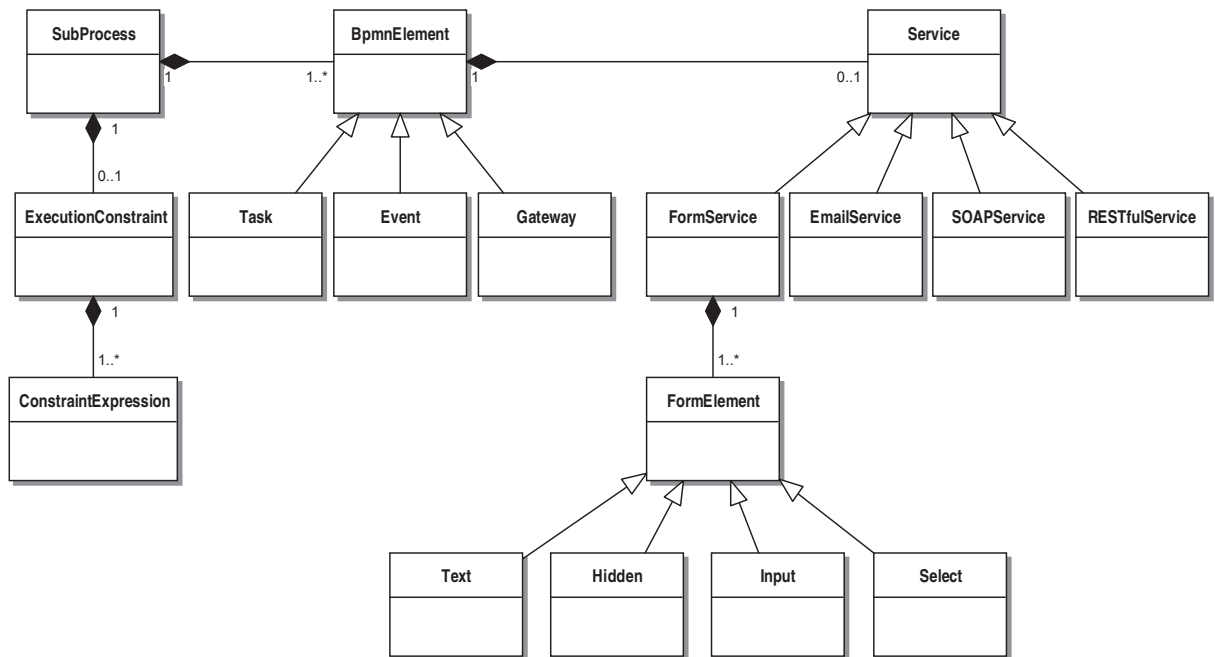 SubProcess
BpmnElement
Service
1
1..*
1
0..1
1
0..1
ExecutionConstraint
Task
Event
Gateway
FormService
EmailService
SOAPService
RESTfulService
1
1
1..*
1..*
ConstraintExpression
FormElement
Text
Hidden
Input
Select